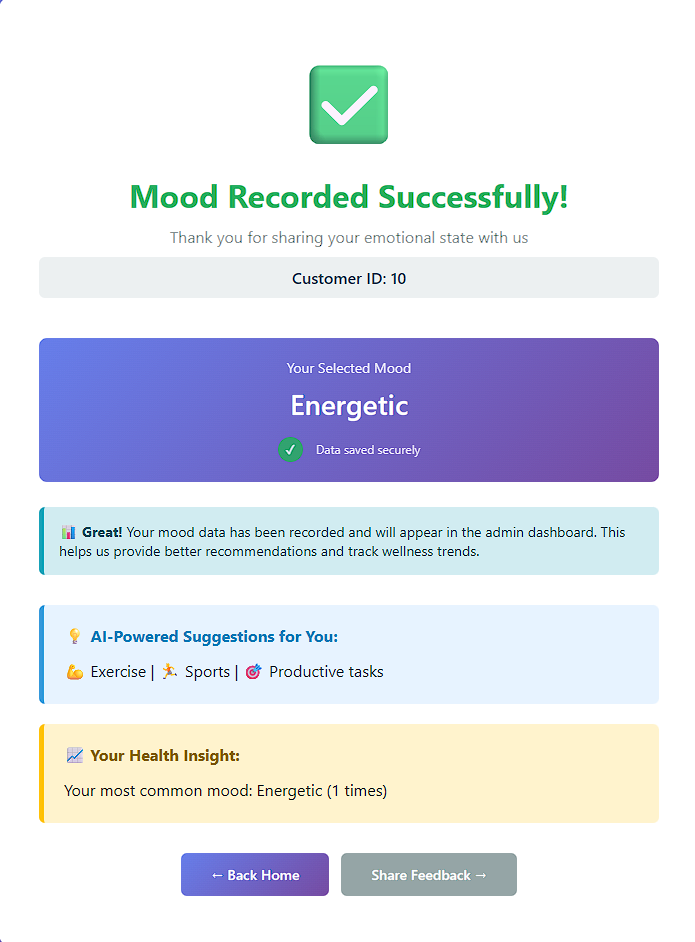 Mood Recorded Successfully!
Thank you for sharing your emotional state with us
Customer ID: 10
Your Selected Mood
Energetic
✓ Data saved securely
📊 Great! Your mood data has been recorded and will appear in the admin dashboard. This
helps us provide better recommendations and track wellness trends.
💡 AI-Powered Suggestions for You:
💪 Exercise | 🏃 Sports | 🎯 Productive tasks
📈 Your Health Insight:
Your most common mood: Energetic (1 times)
← Back Home
Share Feedback →